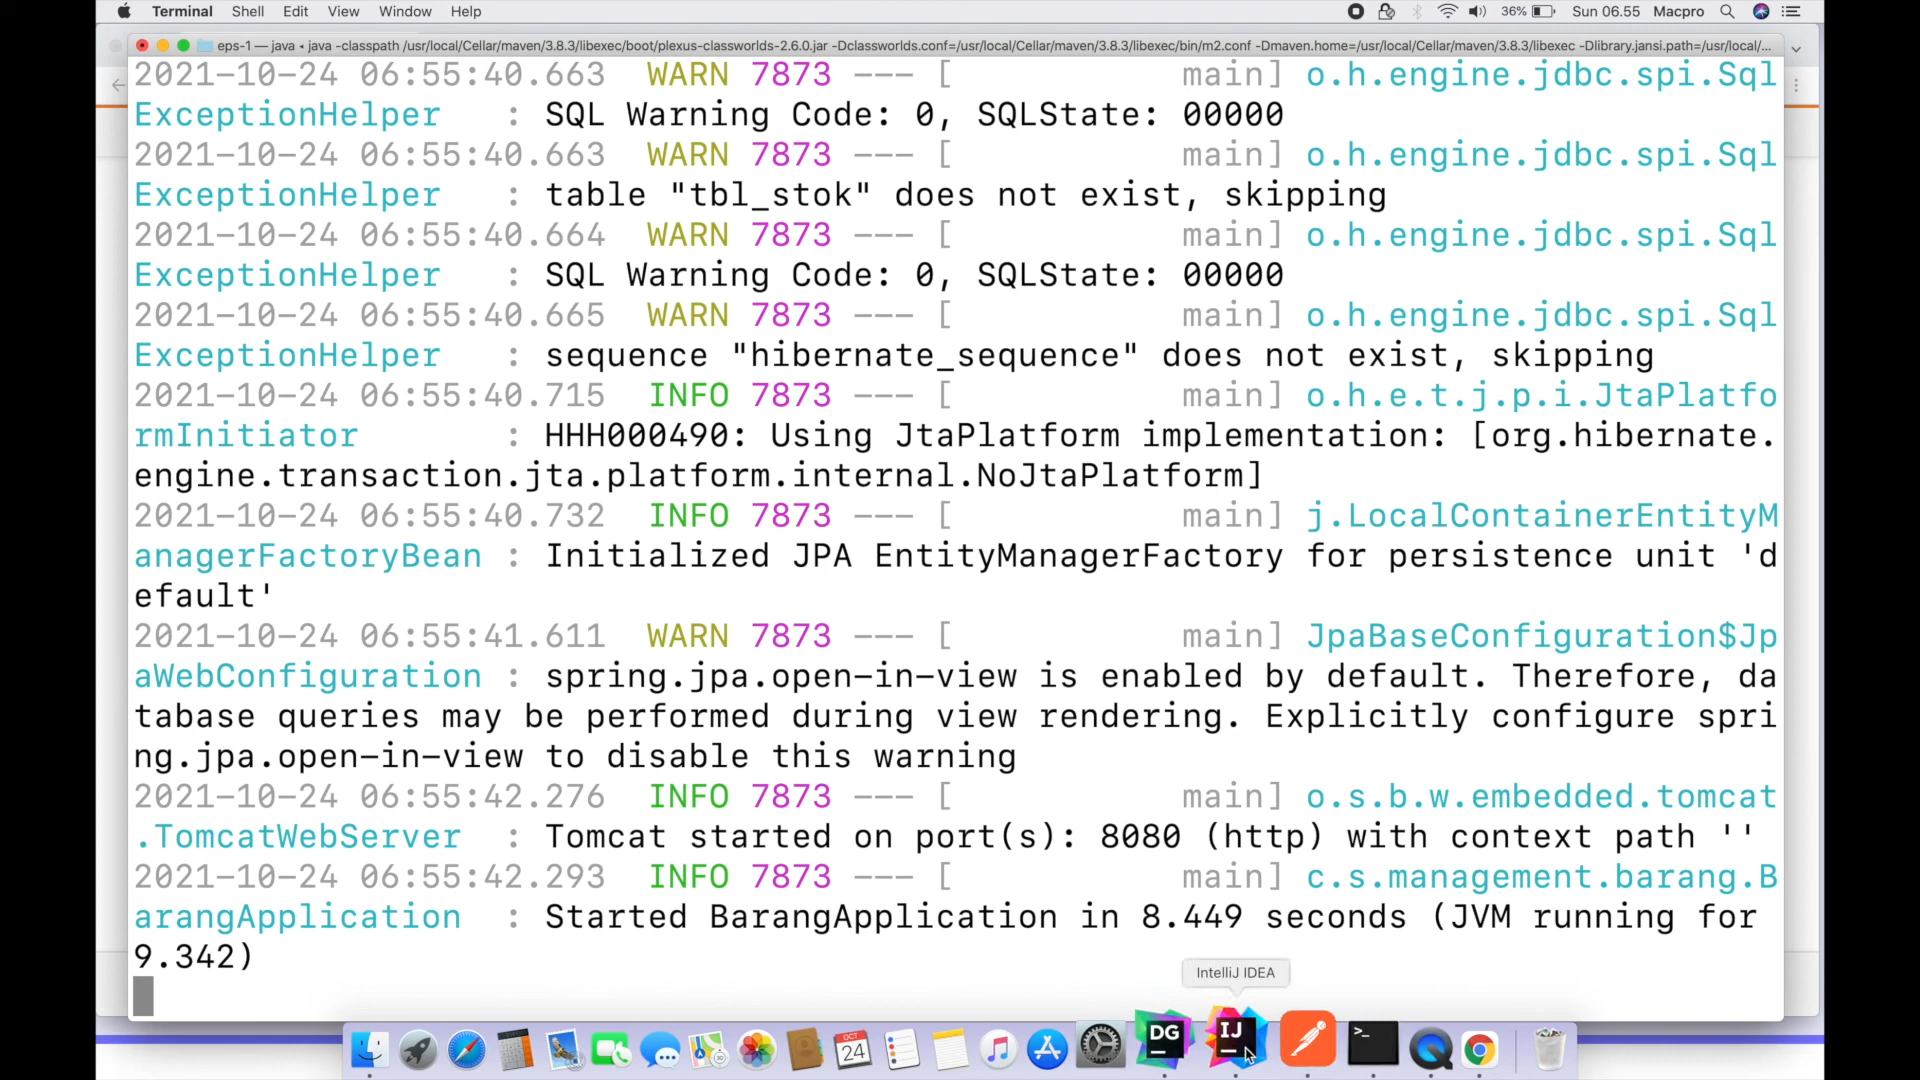 Terminal Shell Edit View Window Help 36% Sun 06.55 Macpro
eps-1 — java ◂ java -classpath /usr/local/Cellar/maven/3.8.3/libexec/boot/plexus-classworlds-2.6.0.jar -Dclassworlds.conf=/usr/local/Cellar/maven/3.8.3/libexec/bin/m2.conf -Dmaven.home=/usr/local/Cellar/maven/3.8.3/libexec -Dlibrary.jansi.path=/usr/local/...
2021-10-24 06:55:40.663  WARN 7873 --- [           main] o.h.engine.jdbc.spi.Sql
ExceptionHelper   : SQL Warning Code: 0, SQLState: 00000
2021-10-24 06:55:40.663  WARN 7873 --- [           main] o.h.engine.jdbc.spi.Sql
ExceptionHelper   : table "tbl_stok" does not exist, skipping
2021-10-24 06:55:40.664  WARN 7873 --- [           main] o.h.engine.jdbc.spi.Sql
ExceptionHelper   : SQL Warning Code: 0, SQLState: 00000
2021-10-24 06:55:40.665  WARN 7873 --- [           main] o.h.engine.jdbc.spi.Sql
ExceptionHelper   : sequence "hibernate_sequence" does not exist, skipping
2021-10-24 06:55:40.715  INFO 7873 --- [           main] o.h.e.t.j.p.i.JtaPlatfo
rmInitiator       : HHH000490: Using JtaPlatform implementation: [org.hibernate.
engine.transaction.jta.platform.internal.NoJtaPlatform]
2021-10-24 06:55:40.732  INFO 7873 --- [           main] j.LocalContainerEntityM
anagerFactoryBean : Initialized JPA EntityManagerFactory for persistence unit 'd
efault'
2021-10-24 06:55:41.611  WARN 7873 --- [           main] JpaBaseConfiguration$Jp
aWebConfiguration : spring.jpa.open-in-view is enabled by default. Therefore, da
tabase queries may be performed during view rendering. Explicitly configure spri
ng.jpa.open-in-view to disable this warning
2021-10-24 06:55:42.276  INFO 7873 --- [           main] o.s.b.w.embedded.tomcat
.TomcatWebServer  : Tomcat started on port(s): 8080 (http) with context path ''
2021-10-24 06:55:42.293  INFO 7873 --- [           main] c.s.management.barang.B
arangApplication  : Started BarangApplication in 8.449 seconds (JVM running for
9.342)
IntelliJ IDEA
OCT
24
DG
IJ
>_